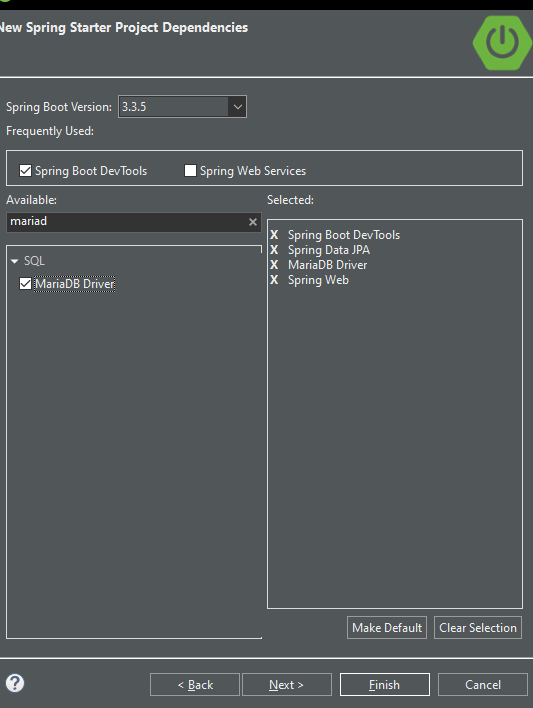 New Spring Starter Project Dependencies
Spring Boot Version: 3.3.5
Frequently Used:
Spring Boot DevTools
Spring Web Services
Available:
Selected:
mariad
SQL
MariaDB Driver
X Spring Boot DevTools
X Spring Data JPA
X MariaDB Driver
X Spring Web
Make Default
Clear Selection
?
< Back
Next >
Finish
Cancel